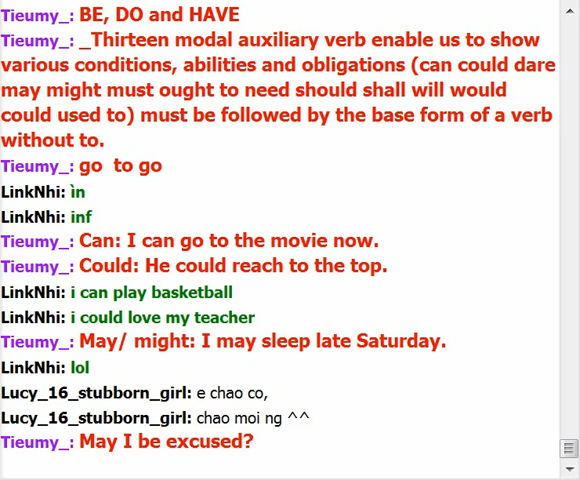 Tieumy_: BE, DO and HAVE
Tieumy_: _Thirteen modal auxiliary verb enable us to show
various conditions, abilities and obligations (can could dare
may might must ought to need should shall will would
could used to) must be followed by the base form of a verb
without to.
Tieumy_: go  to go
LinkNhi: ìn
LinkNhi: inf
Tieumy_: Can: I can go to the movie now.
Tieumy_: Could: He could reach to the top.
LinkNhi: i can play basketball
LinkNhi: i could love my teacher
Tieumy_: May/ might: I may sleep late Saturday.
LinkNhi: lol
Lucy_16_stubborn_girl: e chao co,
Lucy_16_stubborn_girl: chao moi ng ^^
Tieumy_: May I be excused?